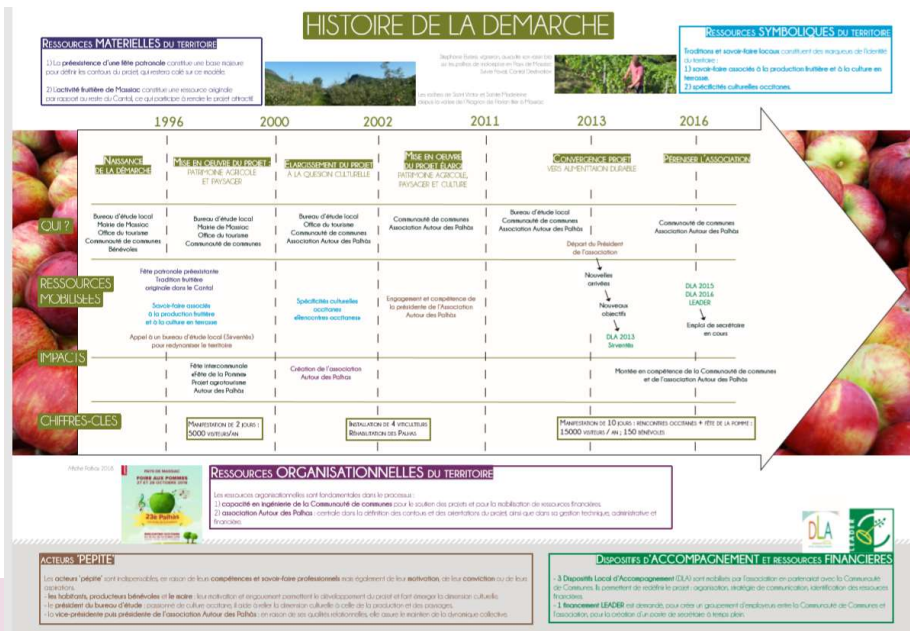 HISTOIRE DE LA DEMARCHE
RESSOURCES MATERIELLES DU TERRITOIRE
1) La préexistence d'une fête patronale constitue une base majeure
pour définir les contours du projet, qui restera calé sur ce modèle.
2) L'activité fruitière de Massiac constitue une ressource originale
par rapport au reste du Cantal, ce qui participe à rendre le projet attractif.
RESSOURCES SYMBOLIQUES DU TERRITOIRE
Traditions et savoir-faire locaux constituent des marqueurs de l'identité
du territoire :
1) savoir-faire associés à la production fruitière et à la culture en
terrasse.
2) spécificités culturelles occitanes.
1996
2000
2002
2011
2013
2016
NAISSANCE
DE LA DÉMARCHE
MISE EN OEUVRE DU PROJET :
PATRIMOINE AGRICOLE
ET PAYSAGER
ELARGISSEMENT DU PROJET
À LA QUESION CULTURELLE
MISE EN OEUVRE
DU PROJET ÉLARGI
PATRIMOINE AGRICOLE,
PAYSAGER ET CULTURE
CONVERGENCE PROJET
VERS ALIMENTTAION DURABLE
PÉRENISER L'ASSOCIATION
QUI ?
Bureau d'étude local
Mairie de Massiac
Office du tourisme
Communauté de communes
Bénévoles
Bureau d'étude local
Mairie de Massiac
Office du tourisme
Communauté de communes
Bureau d'étude local
Office du tourisme
Communauté de communes
Association Autour des Palhàs
Communauté de communes
Association Autour des Palhàs
Bureau d'étude local
Communauté de communes
Association Autour des Palhàs
Communauté de communes
Association Autour des Palhàs
Départ du Président
de l'association
RESSOURCES
MOBILISEES
Fête patronale préexistante
Tradition fruitière
originale dans le Cantal
Savoir-faire associés
à la production fruitière
et à la culture en terrasse
Appel à un bureau d'étude local (Sirventés)
pour redynamiser le territoire
Spécificités culturelles
occitanes
«Rencontres occitanes»
Engagement et compétence de
la présidente de l'Association
Autour des Palhàs
Nouvelles
arrivées
Nouveaux
objectifs
DLA 2013
Sirventés
DLA 2015
DLA 2016
LEADER
Emploi de secrétaire
en cours
IMPACTS
Fête intercommunale
«Fête de la Pomme»
Projet agrotourisme
Autour des Palhàs
Création de l'association
Autour des Palhas
Montée en compétence de la Communauté de communes
et de l'association Autour des Palhàs
CHIFFRES-CLES
MANIFESTATION DE 2 JOURS :
5000 VISITEURS/AN
INSTALLATION DE 4 VITICULTEURS
RÉHABILITATION DES PALHAS
MANIFESTATION DE 10 JOURS : RENCONTRES OCCITANES + FÊTE DE LA POMME :
15000 VISITEURS / AN ; 150 BÉNÉVOLES
PAYS DE MASSIAC
FOIRE AUX POMMES
RESSOURCES ORGANISATIONNELLES DU TERRITOIRE
Les ressources organisationnelles sont fondamentales dans le processus :
1) capacité en ingénierie de la Communauté de communes pour le soutien des projets et pour la mobilisation de ressources financières.
2) association Autour des Palhas : centrale dans la définition des contours et des orientations du projet, ainsi que dans sa gestion technique, administrative et
financière.
DLA
LEADER
ACTEURS 'PEPITE'
Les acteurs 'pépite' sont indispensables, en raison de leurs compétences et savoir-faire professionnels mais également de leur motivation, de leur conviction ou de leurs
aspirations.
- les habitants, producteurs bénévoles et le maire : leur motivation et engouement permettent le développement du projet et font émerger la dimension culturelle.
- le président du bureau d'étude : passionné de culture occitane, il aide à relier la dimension culturelle à celle de la production et des paysages.
- la vice-présidente puis présidente de l'association Autour des Palhas : en raison de ses qualités relationnelles, elle assure le maintien de la dynamique collective.
DISPOSITIFS D'ACCOMPAGNEMENT ET RESSOURCES FINANCIERES
- 3 Dispositifs Local d'Accompagnement (DLA) sont mobilisés par l'association en partenariat avec la Communauté
de Communes. Ils permettent de redéfinir le projet : organisation, stratégie de communication, identification des ressources
financières.
- 1 financement LEADER est demandé, pour créer un groupement d'employeurs entre la Communauté de Communes et
l'association, pour la création d'un poste de secrétaire à temps plein.